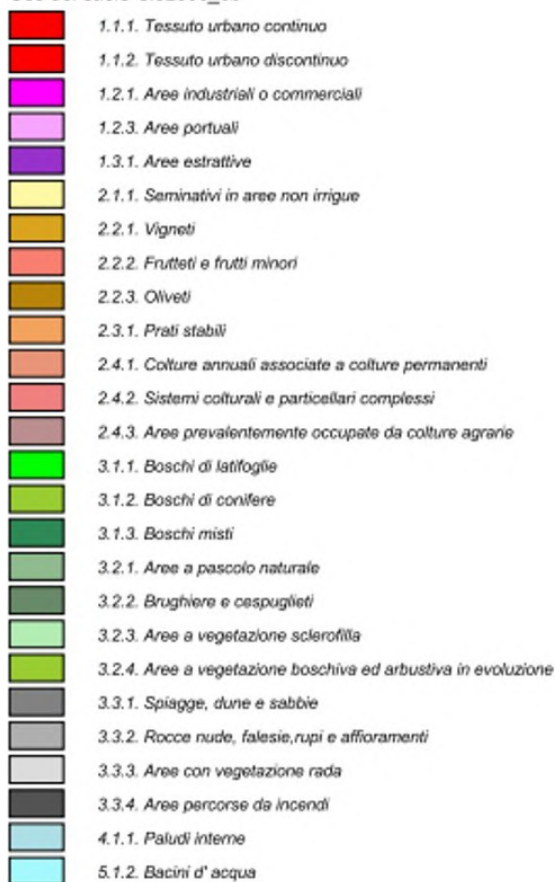 1.1.1. Tessuto urbano continuo
1.1.2. Tessuto urbano discontinuo
1.2.1. Aree industriali o commerciali
1.2.3. Aree portuali
1.3.1. Aree estrattive
2.1.1. Seminativi in aree non irrigue
2.2.1. Vigneti
2.2.2. Frutteti e frutti minori
2.2.3. Oliveti
2.3.1. Prati stabili
2.4.1. Colture annuali associate a colture permanenti
2.4.2. Sistemi colturali e particellari complessi
2.4.3. Aree prevalentemente occupate da colture agrarie
3.1.1. Boschi di latifoglie
3.1.2. Boschi di conifere
3.1.3. Boschi misti
3.2.1. Aree a pascolo naturale
3.2.2. Brughiere e cespuglieti
3.2.3. Aree a vegetazione sclerofilla
3.2.4. Aree a vegetazione boschiva ed arbustiva in evoluzione
3.3.1. Spiagge, dune e sabbie
3.3.2. Rocce nude, falesie,rupi e affioramenti
3.3.3. Aree con vegetazione rada
3.3.4. Aree percorse da incendi
4.1.1. Paludi interne
5.1.2. Bacini d' acqua